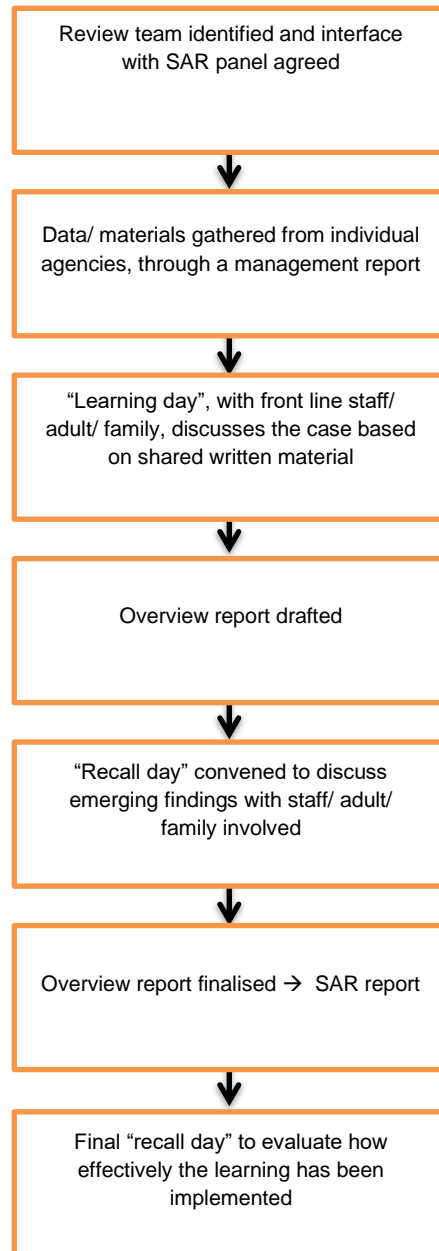 Review team identified and interface
with SAR panel agreed
Data/ materials gathered from individual
agencies, through a management report
“Learning day”, with front line staff/
adult/ family, discusses the case based
on shared written material
Overview report drafted
“Recall day” convened to discuss
emerging findings with staff/ adult/
family involved
Overview report finalised → SAR report
Final “recall day” to evaluate how
effectively the learning has been
implemented